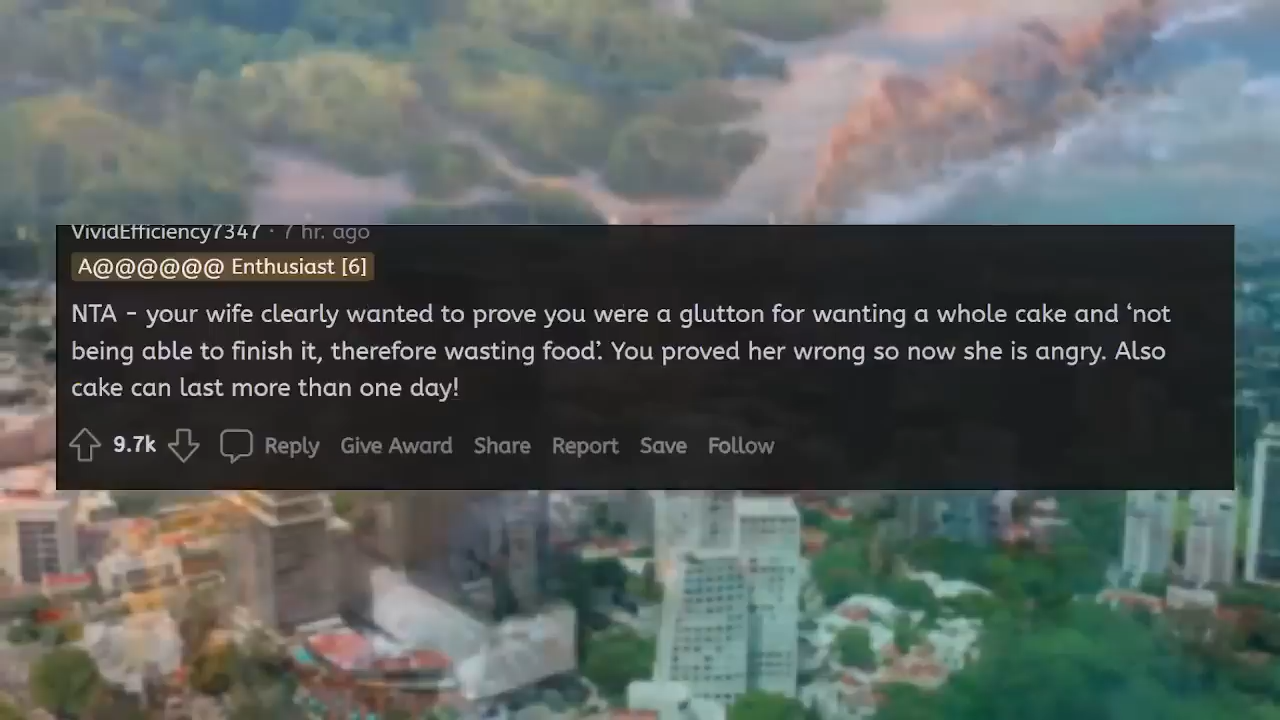 VividEfficiency7347 · 7 hr. ago
A@@@@@@ Enthusiast [6]
NTA - your wife clearly wanted to prove you were a glutton for wanting a whole cake and ‘not
being able to finish it, therefore wasting food’. You proved her wrong so now she is angry. Also
cake can last more than one day!
9.7k Reply Give Award Share Report Save Follow